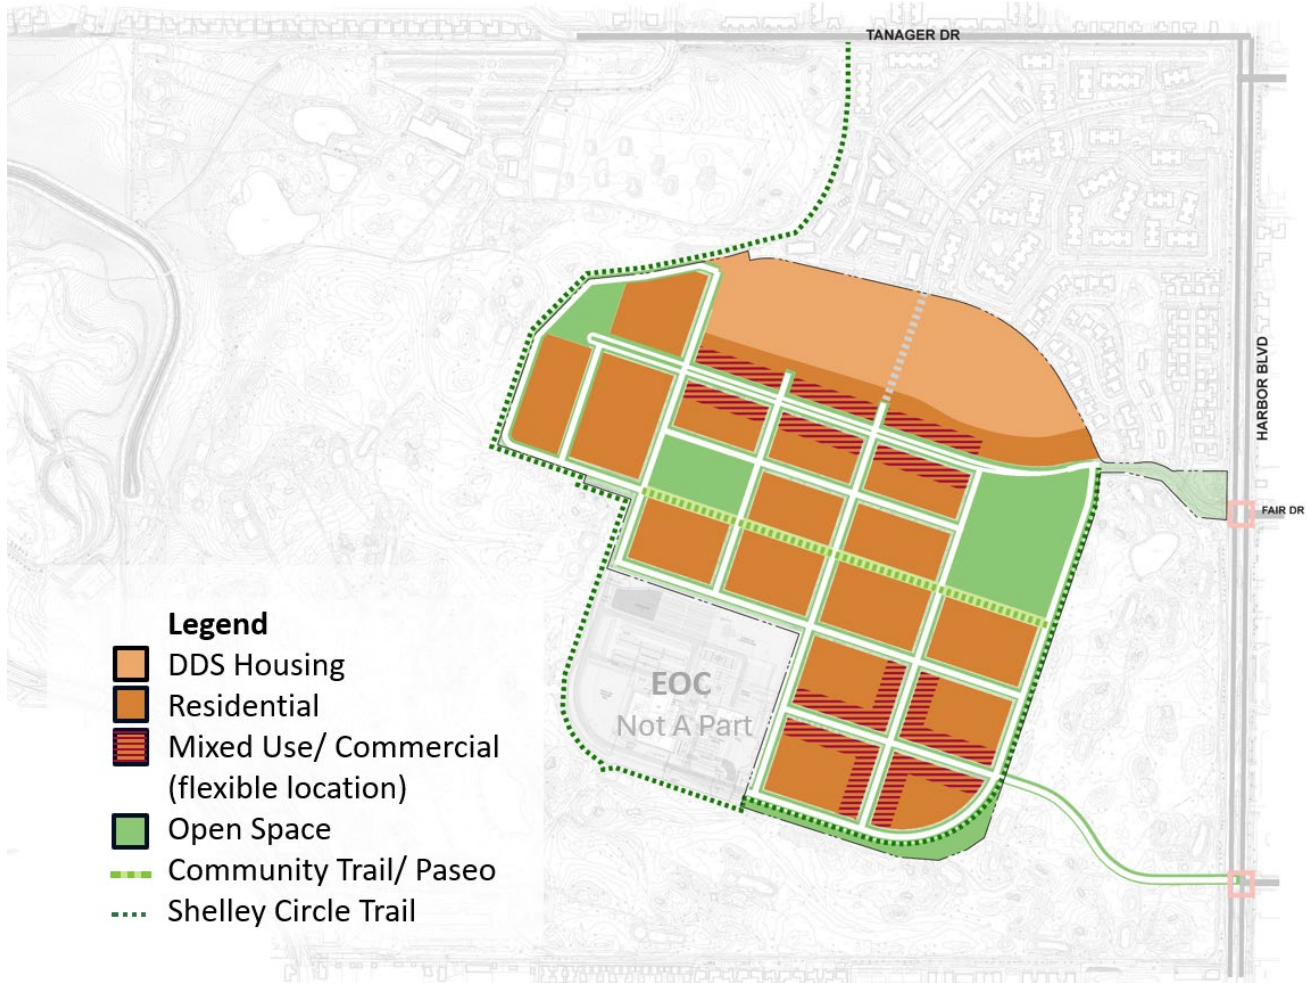 TANAGER DR
HARBOR BLVD
FAIR DR
EOC
Not A Part
Legend
DDS Housing
Residential
Mixed Use/ Commercial
(flexible location)
Open Space
Community Trail/ Paseo
Shelley Circle Trail